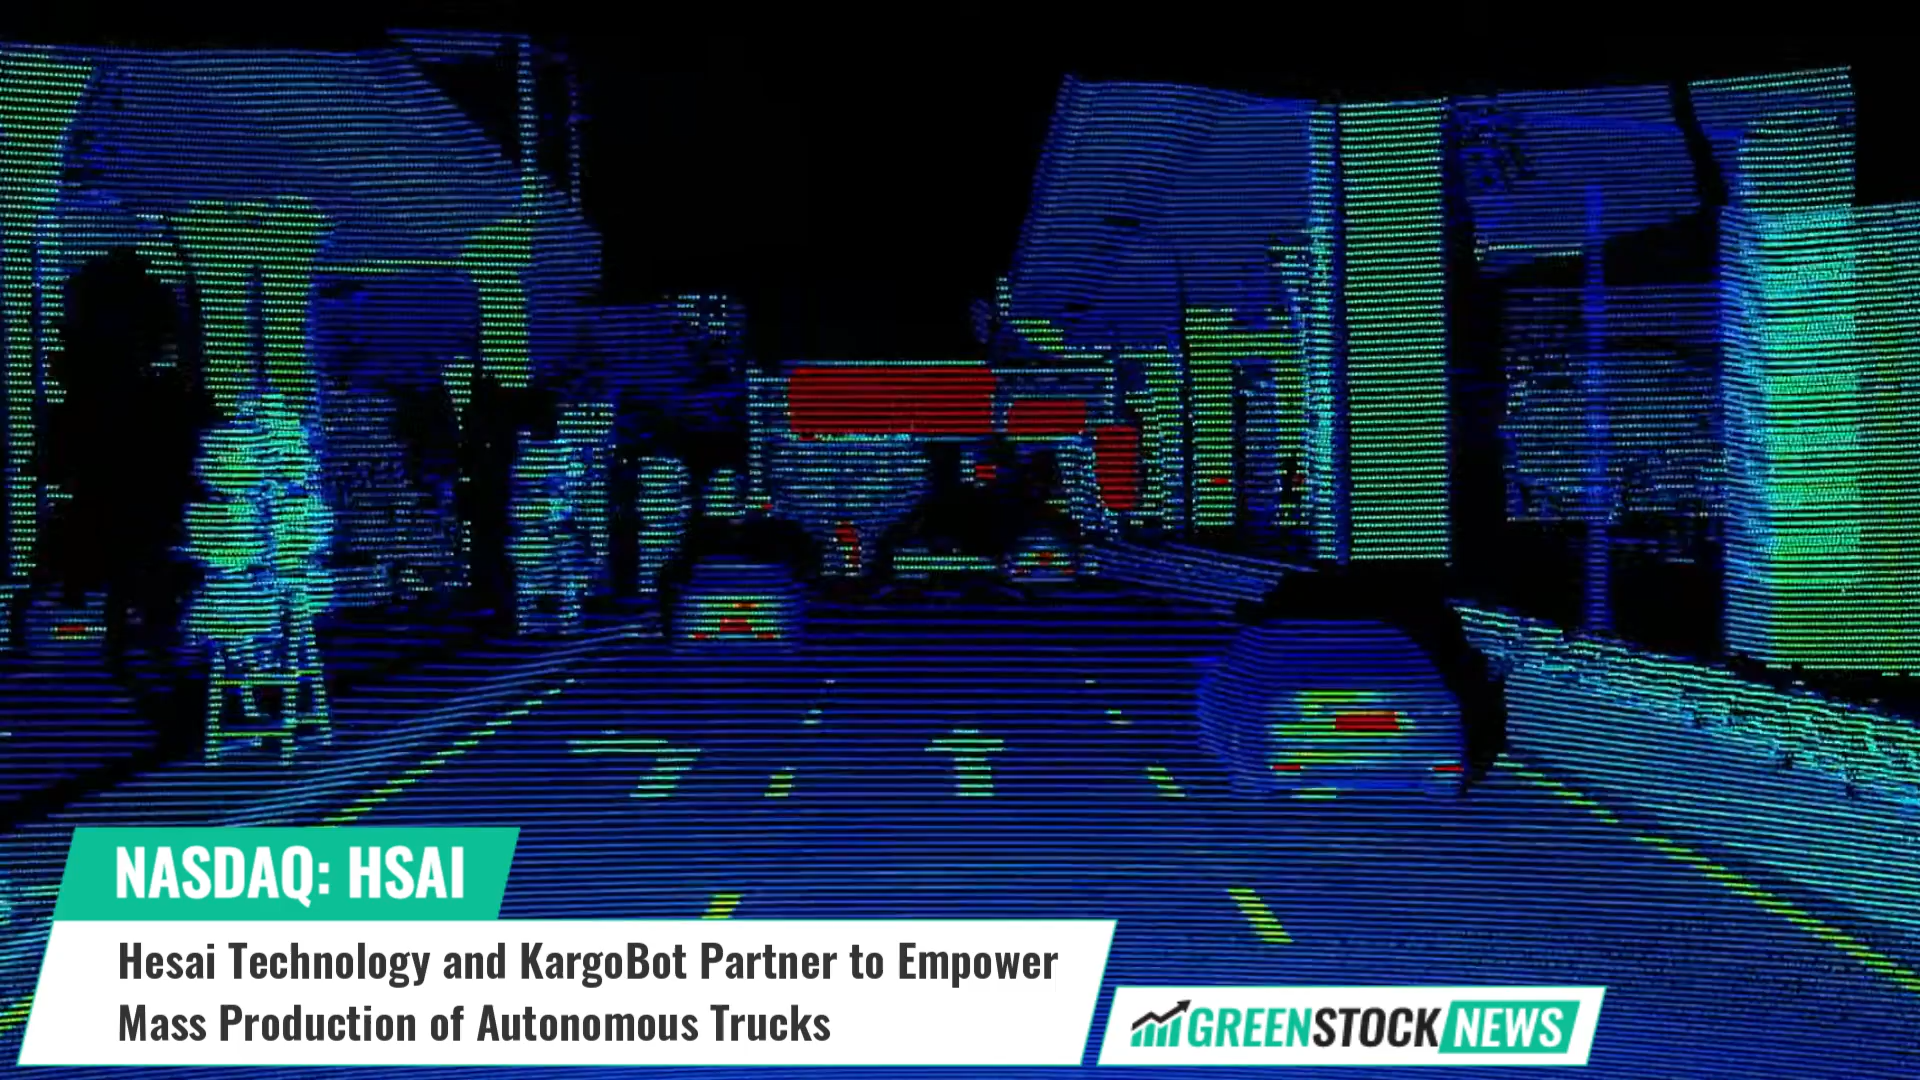 NASDAQ: HSAI
Hesai Technology and KargoBot Partner to Empower
Mass Production of Autonomous Trucks
GREENSTOCK NEWS